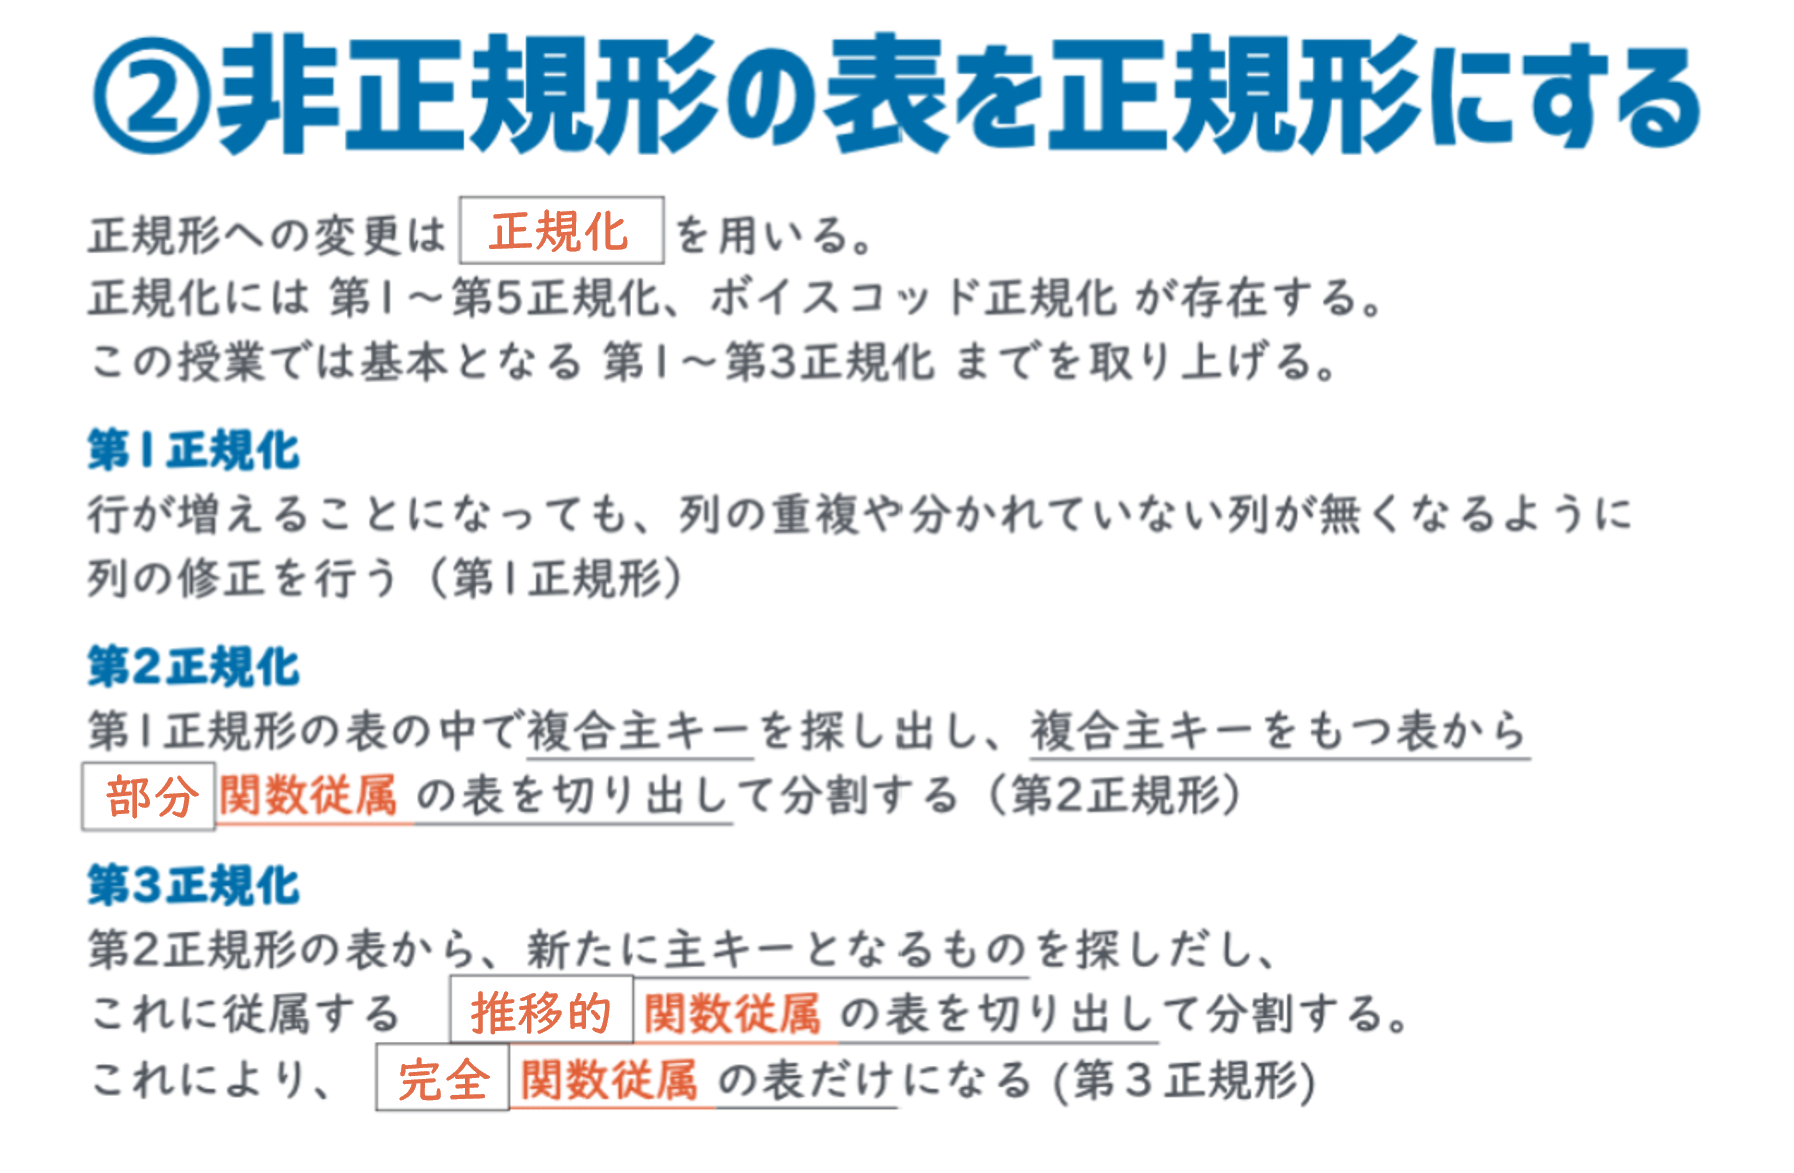 ②非正規形の表を正規形にする
正規形への変更は 正規化 を用いる。
正規化には 第1～第5正規化、ボイスコッド正規化 が存在する。
この授業では基本となる 第1～第3正規化 までを取り上げる。
第1正規化
行が増えることになっても、列の重複や分かれていない列が無くなるように
列の修正を行う（第1正規形）
第2正規化
第1正規形の表の中で複合主キーを探し出し、複合主キーをもつ表から
部分 関数従属 の表を切り出して分割する（第2正規形）
第3正規化
第2正規形の表から、新たに主キーとなるものを探しだし、
これに従属する 推移的 関数従属 の表を切り出して分割する。
これにより、 完全 関数従属 の表だけになる (第３正規形)